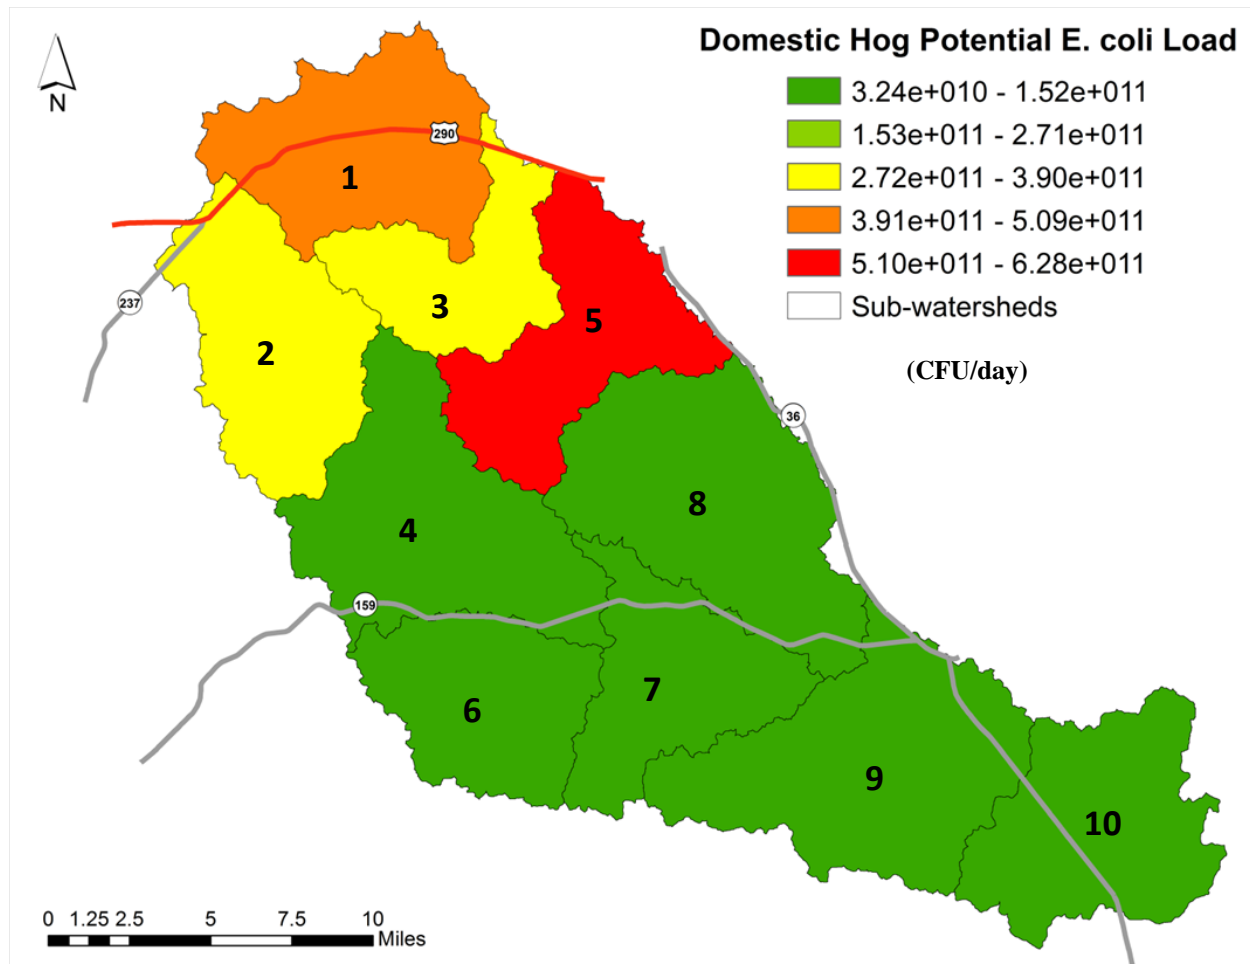 Domestic Hog Potential E. coli Load
3.24e+010 - 1.52e+011
1.53e+011 - 2.71e+011
2.72e+011 - 3.90e+011
3.91e+011 - 5.09e+011
5.10e+011 - 6.28e+011
Sub-watersheds
(CFU/day)
N
290
1
237
3
5
2
36
8
4
159
7
6
9
10
0 1.25 2.5 5 7.5 10
Miles